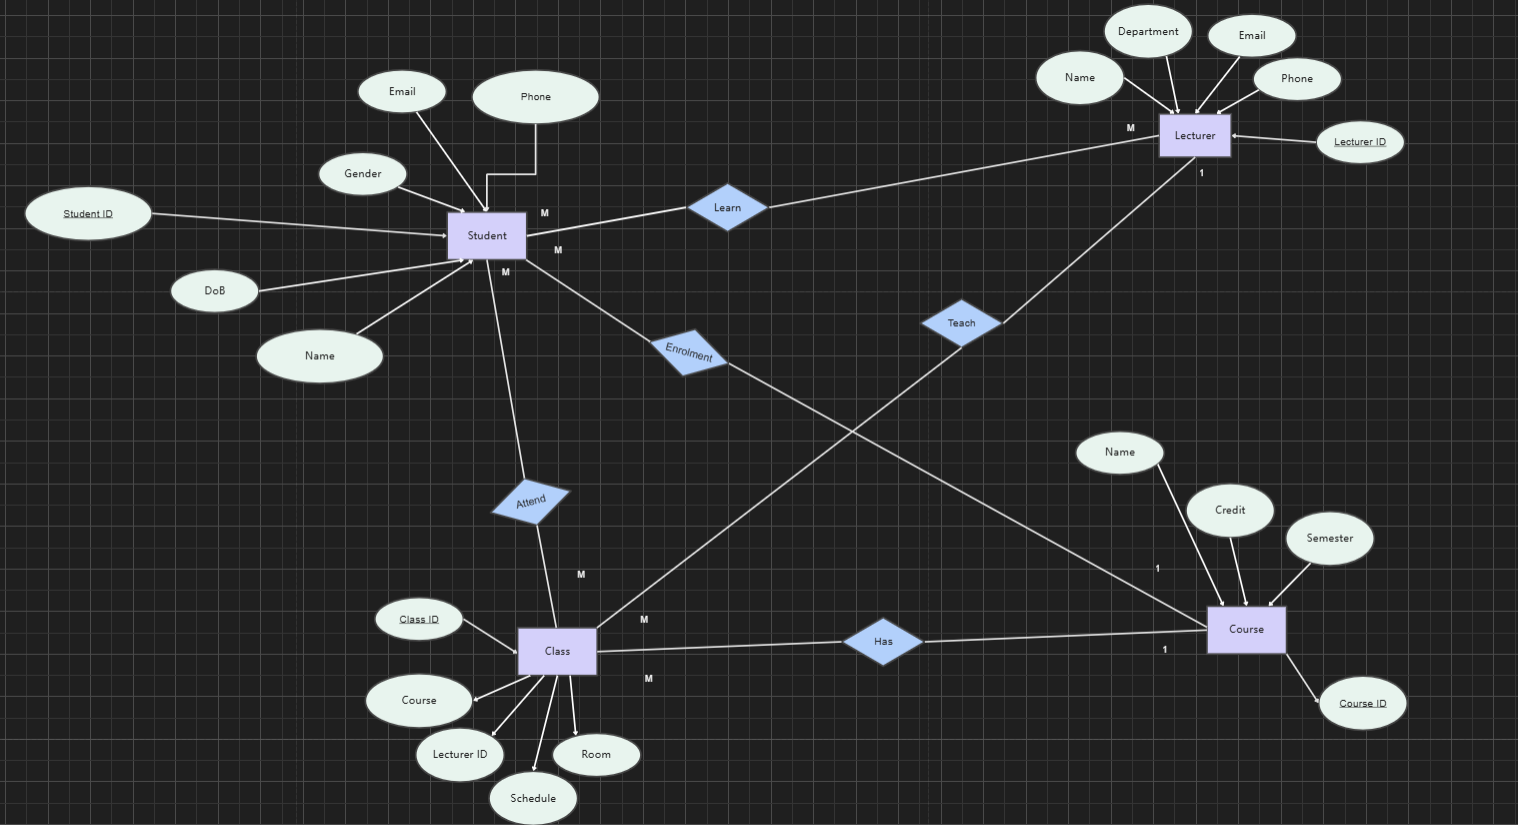 Department
Email
Name
Phone
Email
Phone
M
Lecturer
Lecturer ID
1
Gender
Student ID
M
Learn
Student
M
M
DoB
Teach
Enrolment
Name
Name
Attend
Credit
Semester
1
M
Class ID
M
Course
Has
Class
1
M
Course
Course ID
Lecturer ID
Room
Schedule